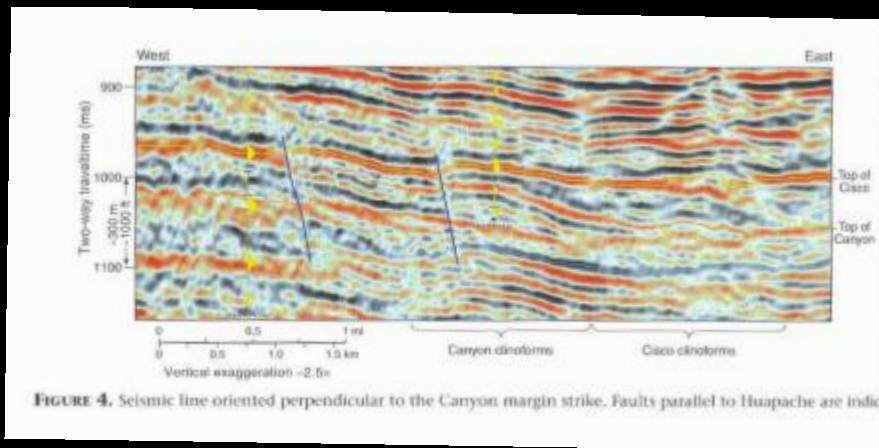 West East
900
1000
1100
Two-way traveltime (ms)
~300 m
~1000 ft
Top of
Cisco
Top of
Canyon
0 0.5 1 mi
0 0.5 1.0 1.5 km
Vertical exaggeration ~2.5×
Canyon clinoforms Cisco clinoforms
FIGURE 4. Seismic line oriented perpendicular to the Canyon margin strike. Faults parallel to Huapache are indic